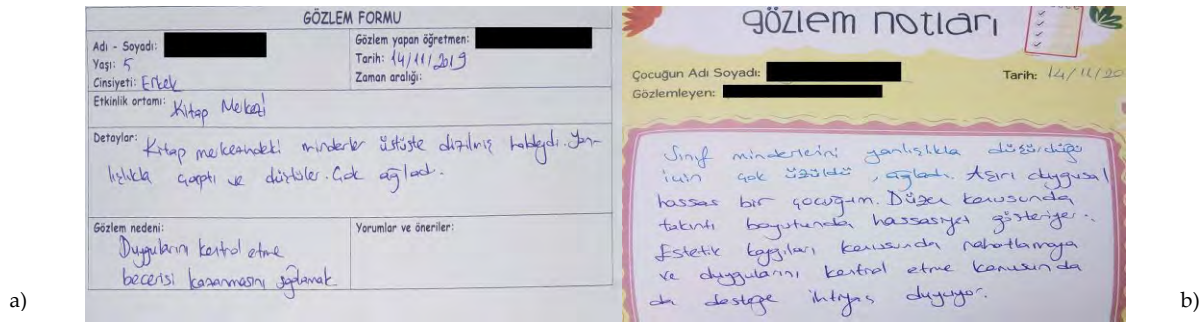 GÖZLEM FORMU
Adı - Soyadı:
Yaşı: 5
Cinsiyeti: Erkek
Gözlem yapan öğretmen:
Tarih: 14/11/2019
Zaman aralığı:
Etkinlik ortamı: Kitap Merkezi
Detaylar: Kitap merkezindeki minderler üstüste dizilmiş haldeydi. Yan-
lışlıkla çarptı ve düştüler. Çok ağladı.
Gözlem nedeni:
Duygularını kontrol etme
becerisi kazanmasını sağlamak
Yorumlar ve öneriler:
a)
gözlem notları
Çocuğun Adı Soyadı:
Tarih: 14/11/20
Gözlemleyen:
Sınıf minderlerini yanlışlıkla düşürdüğü
için çok üzüldü, ağladı. Aşırı duygusal
hassas bir çocuğum. Düzen konusunda
takıntı boyutunda hassasiyet gösteriyor.
Estetik kaygıları konusunda rahatlamaya
ve duygularını kontrol etme konusunda
da desteğe ihtiyaç duyuyor.
b)